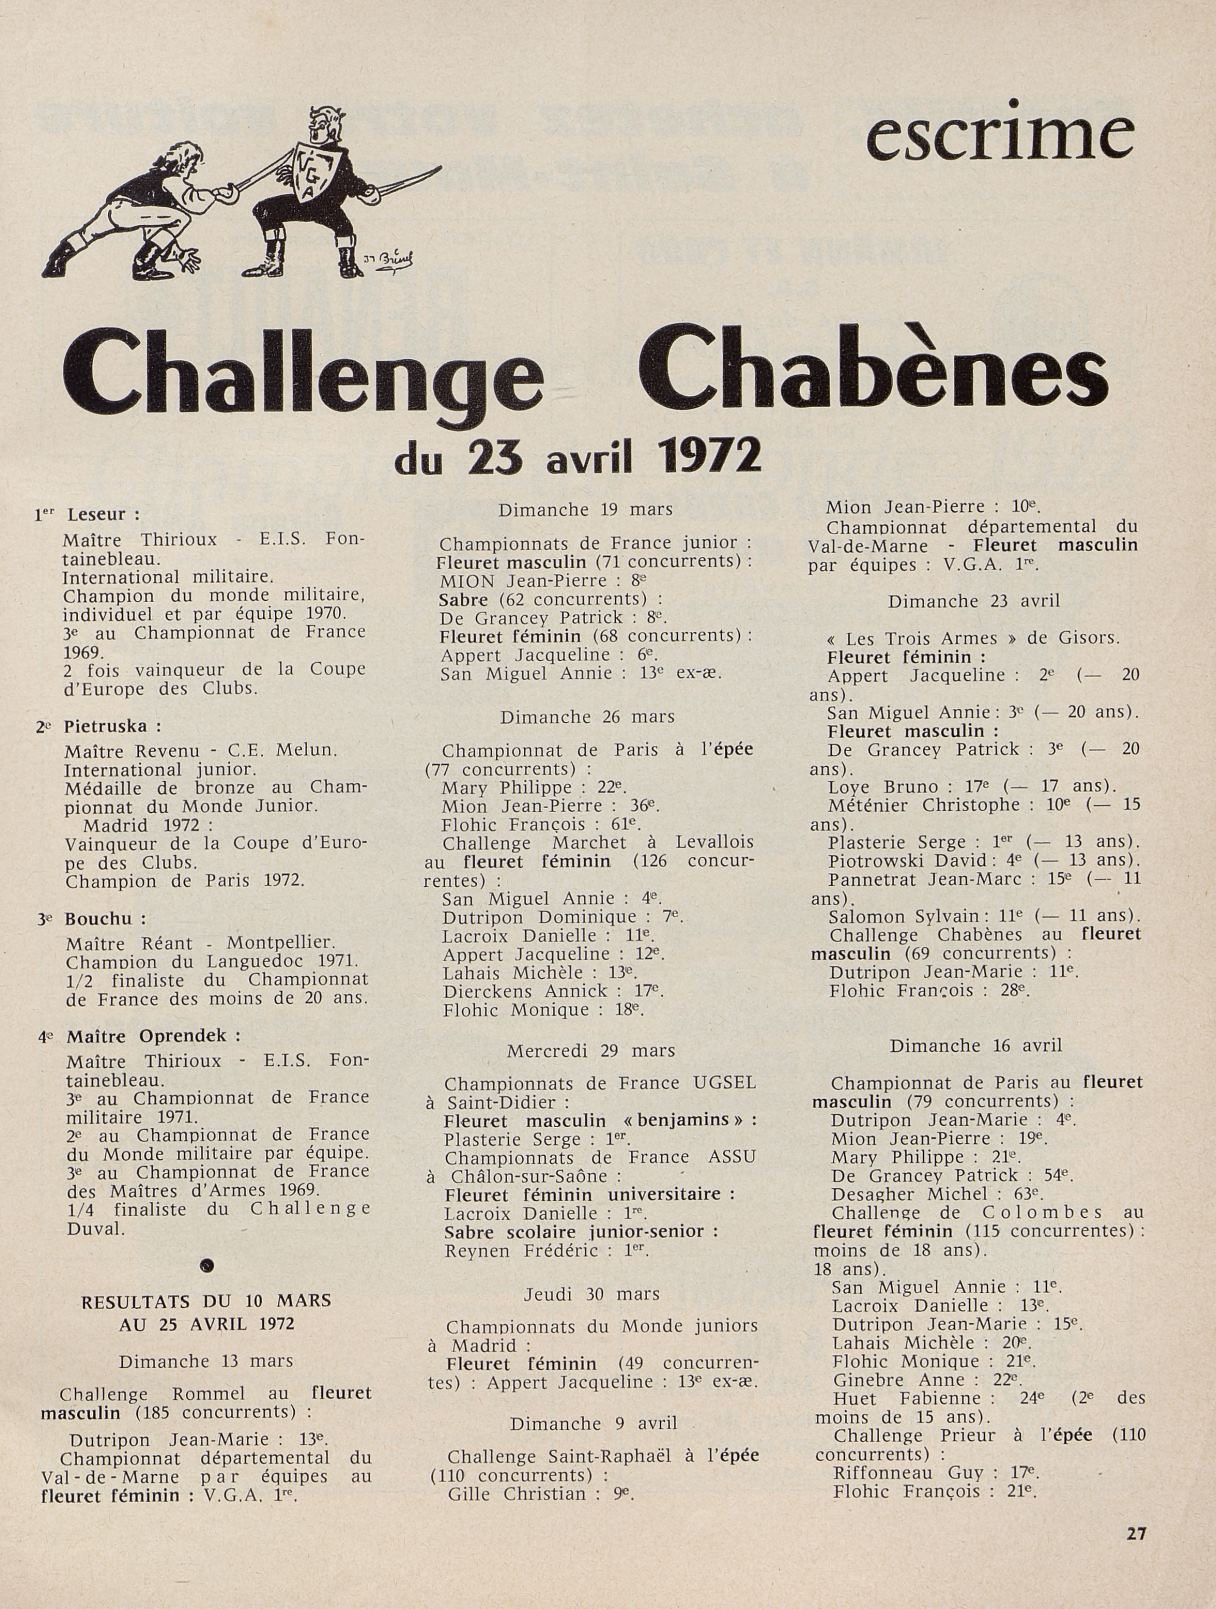 escrime
VGA
Challenge Chabènes
du 23 avril 1972
1er Leseur :
Maître Thirioux - E.I.S. Fon-
tainebleau.
International militaire.
Champion du monde militaire,
individuel et par équipe 1970.
3e au Championnat de France
1969.
2 fois vainqueur de la Coupe
d'Europe des Clubs.
2e Pietruska :
Maître Revenu - C.E. Melun.
International junior.
Médaille de bronze au Cham-
pionnat du Monde Junior.
Madrid 1972 :
Vainqueur de la Coupe d'Euro-
pe des Clubs.
Champion de Paris 1972.
3e Bouchu :
Maître Réant - Montpellier.
Champion du Languedoc 1971.
1/2 finaliste du Championnat
de France des moins de 20 ans.
4e Maître Oprendek :
Maître Thirioux - E.I.S. Fon-
tainebleau.
3e au Championnat de France
militaire 1971.
2e au Championnat de France
du Monde militaire par équipe.
3e au Championnat de France
des Maîtres d'Armes 1969.
1/4 finaliste du Challenge
Duval.
RESULTATS DU 10 MARS
AU 25 AVRIL 1972
Dimanche 13 mars
Challenge Rommel au fleuret
masculin (185 concurrents) :
Dutripon Jean-Marie : 13e.
Championnat départemental du
Val-de-Marne par équipes au
fleuret féminin : V.G.A. 1re.
Dimanche 19 mars
Championnats de France junior :
Fleuret masculin (71 concurrents) :
MION Jean-Pierre : 8e
Sabre (62 concurrents) :
De Grancey Patrick : 8e.
Fleuret féminin (68 concurrents) :
Appert Jacqueline : 6e.
San Miguel Annie : 13e ex-æ.
Dimanche 26 mars
Championnat de Paris à l'épée
(77 concurrents) :
Mary Philippe : 22e.
Mion Jean-Pierre : 36e.
Flohic François : 61e.
Challenge Marchet à Levallois
au fleuret féminin (126 concur-
rentes) :
San Miguel Annie : 4e.
Dutripon Dominique : 7e.
Lacroix Danielle : 11e.
Appert Jacqueline : 12e.
Lahais Michèle : 13e.
Dierckens Annick : 17e.
Flohic Monique : 18e.
Mercredi 29 mars
Championnats de France UGSEL
à Saint-Didier :
Fleuret masculin « benjamins » :
Plasterie Serge : 1er.
Championnats de France ASSU
à Châlon-sur-Saône :
Fleuret féminin universitaire :
Lacroix Danielle : 1re.
Sabre scolaire junior-senior :
Reynen Frédéric : 1er.
Jeudi 30 mars
Championnats du Monde juniors
à Madrid :
Fleuret féminin (49 concurren-
tes) : Appert Jacqueline : 13e ex-æ.
Dimanche 9 avril
Challenge Saint-Raphaël à l'épée
(110 concurrents) :
Gille Christian : 9e.
Mion Jean-Pierre : 10e.
Championnat départemental du
Val-de-Marne - Fleuret masculin
par équipes : V.G.A. 1re.
Dimanche 23 avril
« Les Trois Armes » de Gisors.
Fleuret féminin :
Appert Jacqueline : 2e (— 20
ans).
San Miguel Annie : 3e (— 20 ans).
Fleuret masculin :
De Grancey Patrick : 3e (— 20
ans).
Loye Bruno : 17e (— 17 ans).
Méténier Christophe : 10e (— 15
ans).
Plasterie Serge : 1er (— 13 ans).
Piotrowski David : 4e (— 13 ans).
Pannetrat Jean-Marc : 15e (— 11
ans).
Salomon Sylvain : 11e (— 11 ans).
Challenge Chabènes au fleuret
masculin (69 concurrents) :
Dutripon Jean-Marie : 11e.
Flohic François : 28e.
Dimanche 16 avril
Championnat de Paris au fleuret
masculin (79 concurrents) :
Dutripon Jean-Marie : 4e.
Mion Jean-Pierre : 19e.
Mary Philippe : 21e.
De Grancey Patrick : 54e.
Desagher Michel : 63e.
Challenge de Colombes au
fleuret féminin (115 concurrentes) :
moins de 18 ans).
18 ans).
San Miguel Annie : 11e.
Lacroix Danielle : 13e.
Dutripon Jean-Marie : 15e.
Lahais Michèle : 20e.
Flohic Monique : 21e.
Ginebre Anne : 22e.
Huet Fabienne : 24e (2e des
moins de 15 ans).
Challenge Prieur à l'épée (110
concurrents) :
Riffonneau Guy : 17e.
Flohic François : 21e.
27